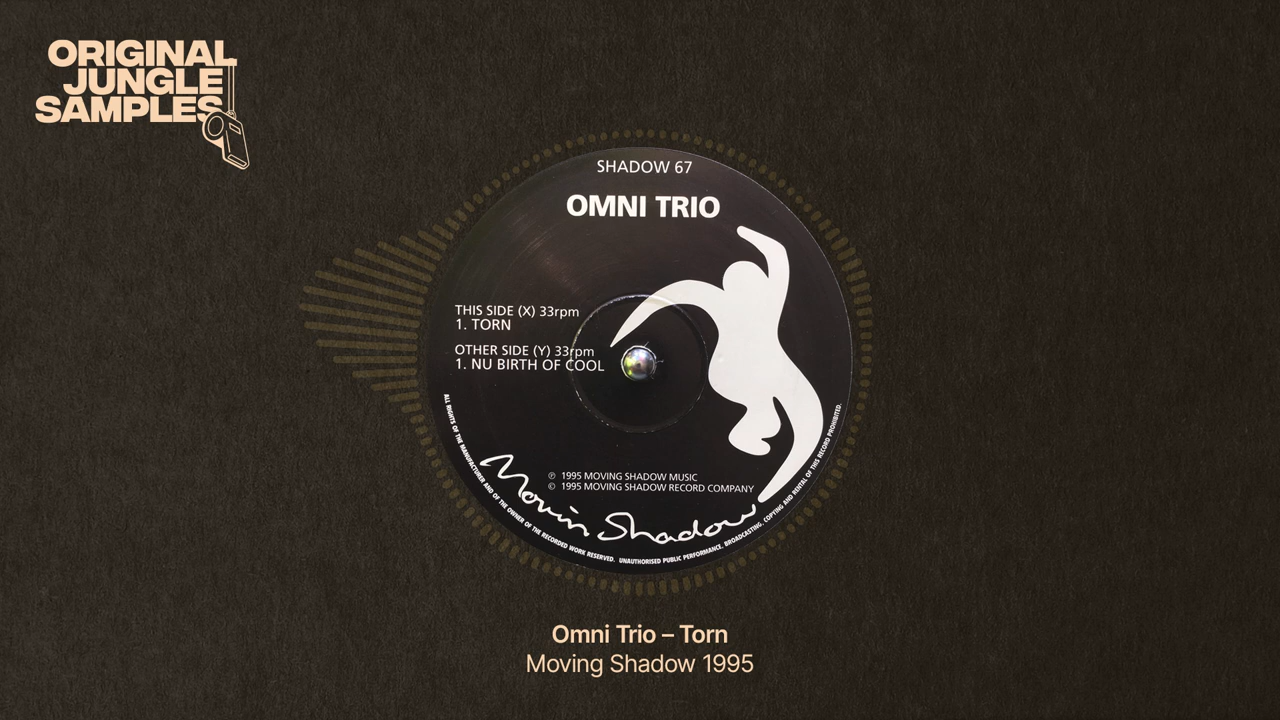 ORIGINAL
JUNGLE
SAMPLES
SHADOW 67
OMNI TRIO
THIS SIDE (X) 33rpm
1. TORN
OTHER SIDE (Y) 33rpm
1. NU BIRTH OF COOL
℗ 1995 MOVING SHADOW MUSIC
© 1995 MOVING SHADOW RECORD COMPANY
Movin Shadow
ALL RIGHTS OF THE MANUFACTURER AND OF THE OWNER OF THE RECORDED WORK RESERVED. UNAUTHORISED PUBLIC PERFORMANCE, BROADCASTING, COPYING AND RENTAL OF THIS RECORD PROHIBITED.
Omni Trio – Torn
Moving Shadow 1995